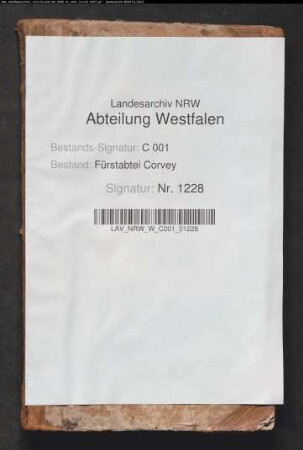 Landesarchiv NRW
Abteilung Westfalen
Bestands-Signatur: C 001
Bestand: Fürstabtei Corvey
Signatur: Nr. 1228
LAV_NRW_W_C001_01228